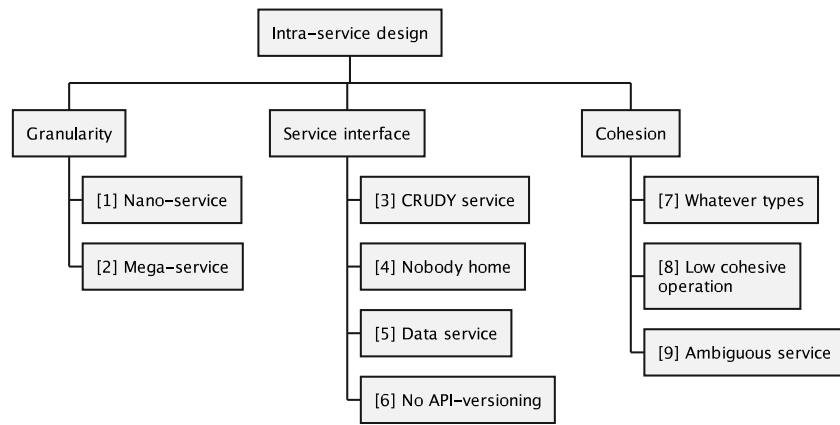 Intra-service design
Granularity
Service interface
Cohesion
[1] Nano-service
[2] Mega-service
[3] CRUDY service
[4] Nobody home
[5] Data service
[6] No API-versioning
[7] Whatever types
[8] Low cohesive
operation
[9] Ambiguous service